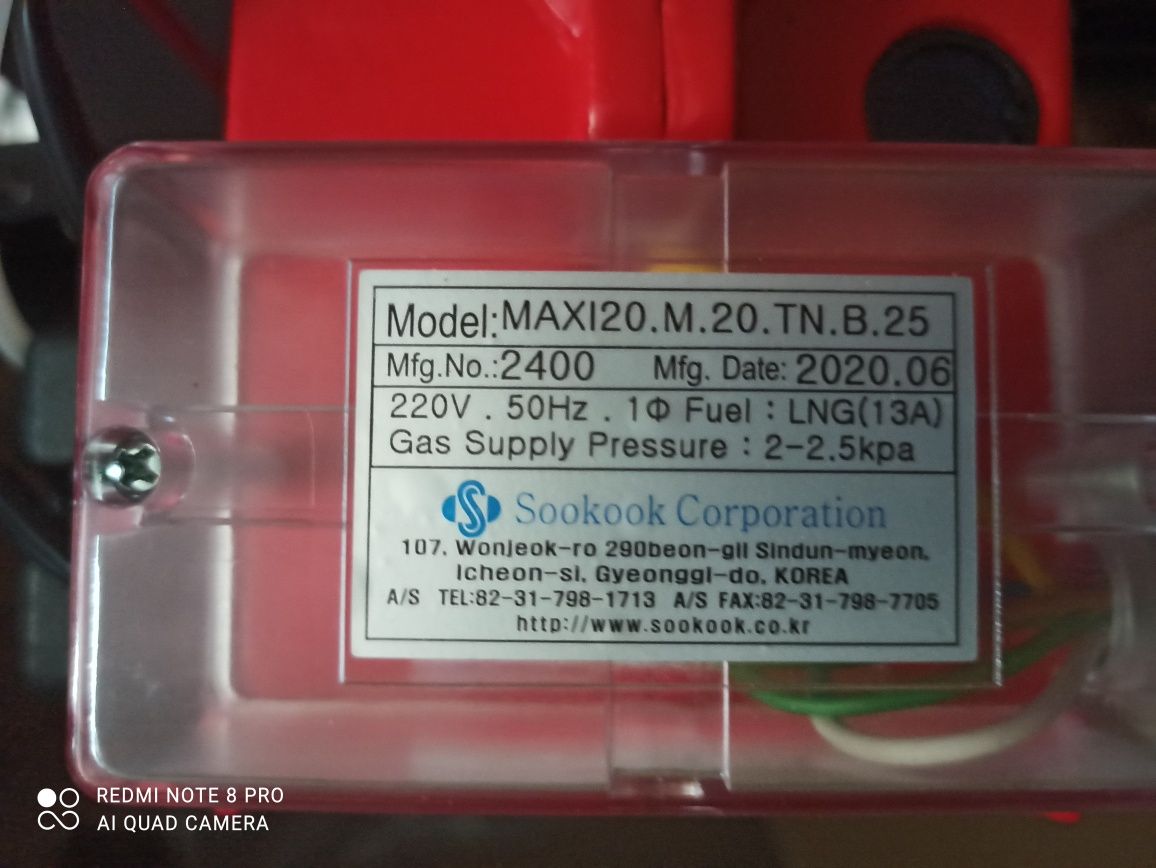 Model:MAXI20.M.20.TN.B.25
Mfg.No.:2400 Mfg. Date: 2020.06
220V . 50Hz . 1Φ Fuel : LNG(13A)
Gas Supply Pressure : 2-2.5kpa
S Sookook Corporation
107, Wonjeok-ro 290beon-gil Sindun-myeon,
Icheon-si, Gyeonggi-do, KOREA
A/S TEL:82-31-798-1713 A/S FAX:82-31-798-7705
http://www.sookook.co.kr
REDMI NOTE 8 PRO
AI QUAD CAMERA